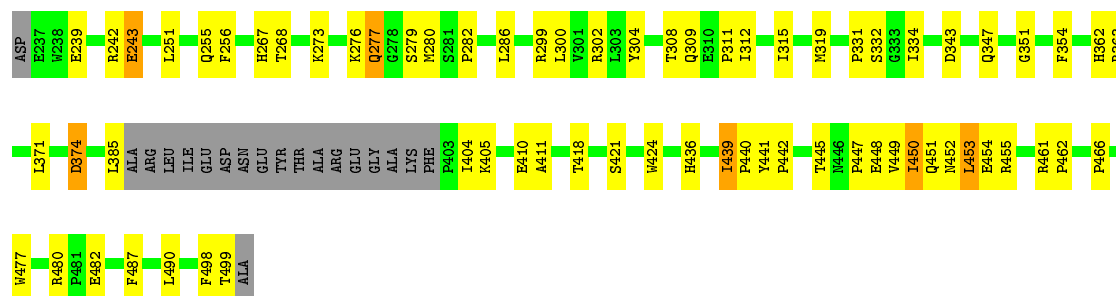 ASP E237 W238 E239 R242 E243 L251 Q255 F256 H267 T268 K273 K276 Q277 G278 S279 M280 S281 P282 L286 R299 L300 V301 R302 L303 Y304 T308 Q309 E310 P311 I312 I315 M319 P331 S332 G333 I334 D343 Q347 G351 F354 H362
L371 D374 L385 ALA ARG LEU ILE GLU ASP ASN GLU TYR THR ALA ARG GLU GLY ALA LYS PHE P403 I404 K405 E410 A411 T418 S421 W424 H436 I439 P440 Y441 P442 T445 N446 P447 E448 V449 I450 Q451 N452 L453 E454 R455 R461 P462 P466
W477 R480 P481 E482 F487 L490 F498 T499 ALA